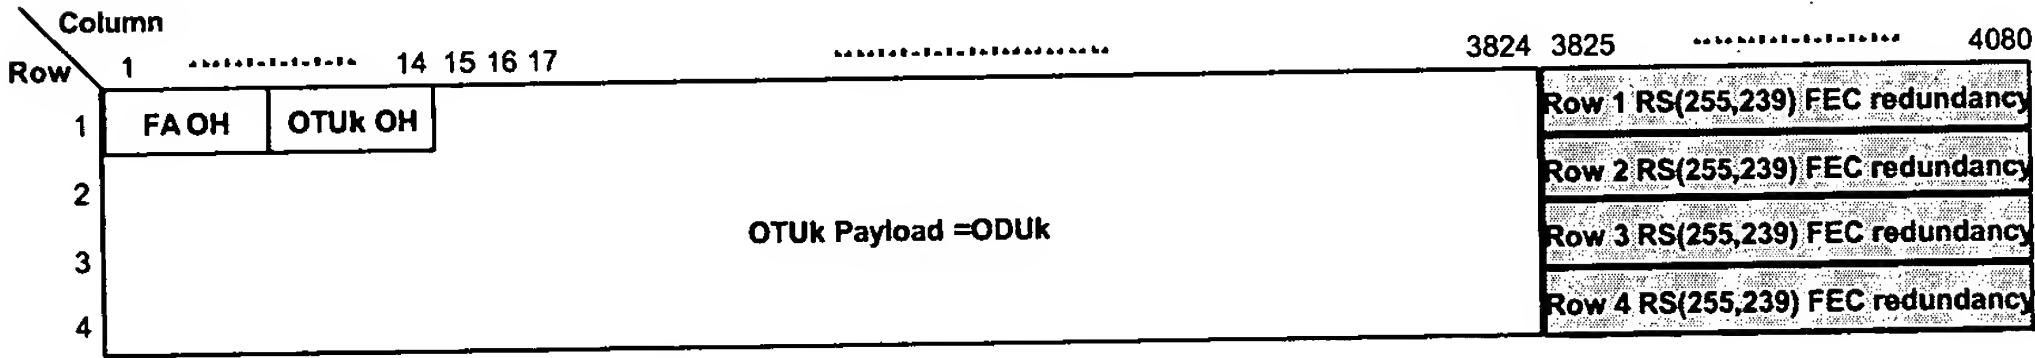 Column
Row 1 ............ 14 15 16 17 ............ 3824 3825 ............ 4080
1 FA OH OTUk OH Row 1 RS(255,239) FEC redundancy
2 Row 2 RS(255,239) FEC redundancy
OTUk Payload =ODUk
3 Row 3 RS(255,239) FEC redundancy
4 Row 4 RS(255,239) FEC redundancy